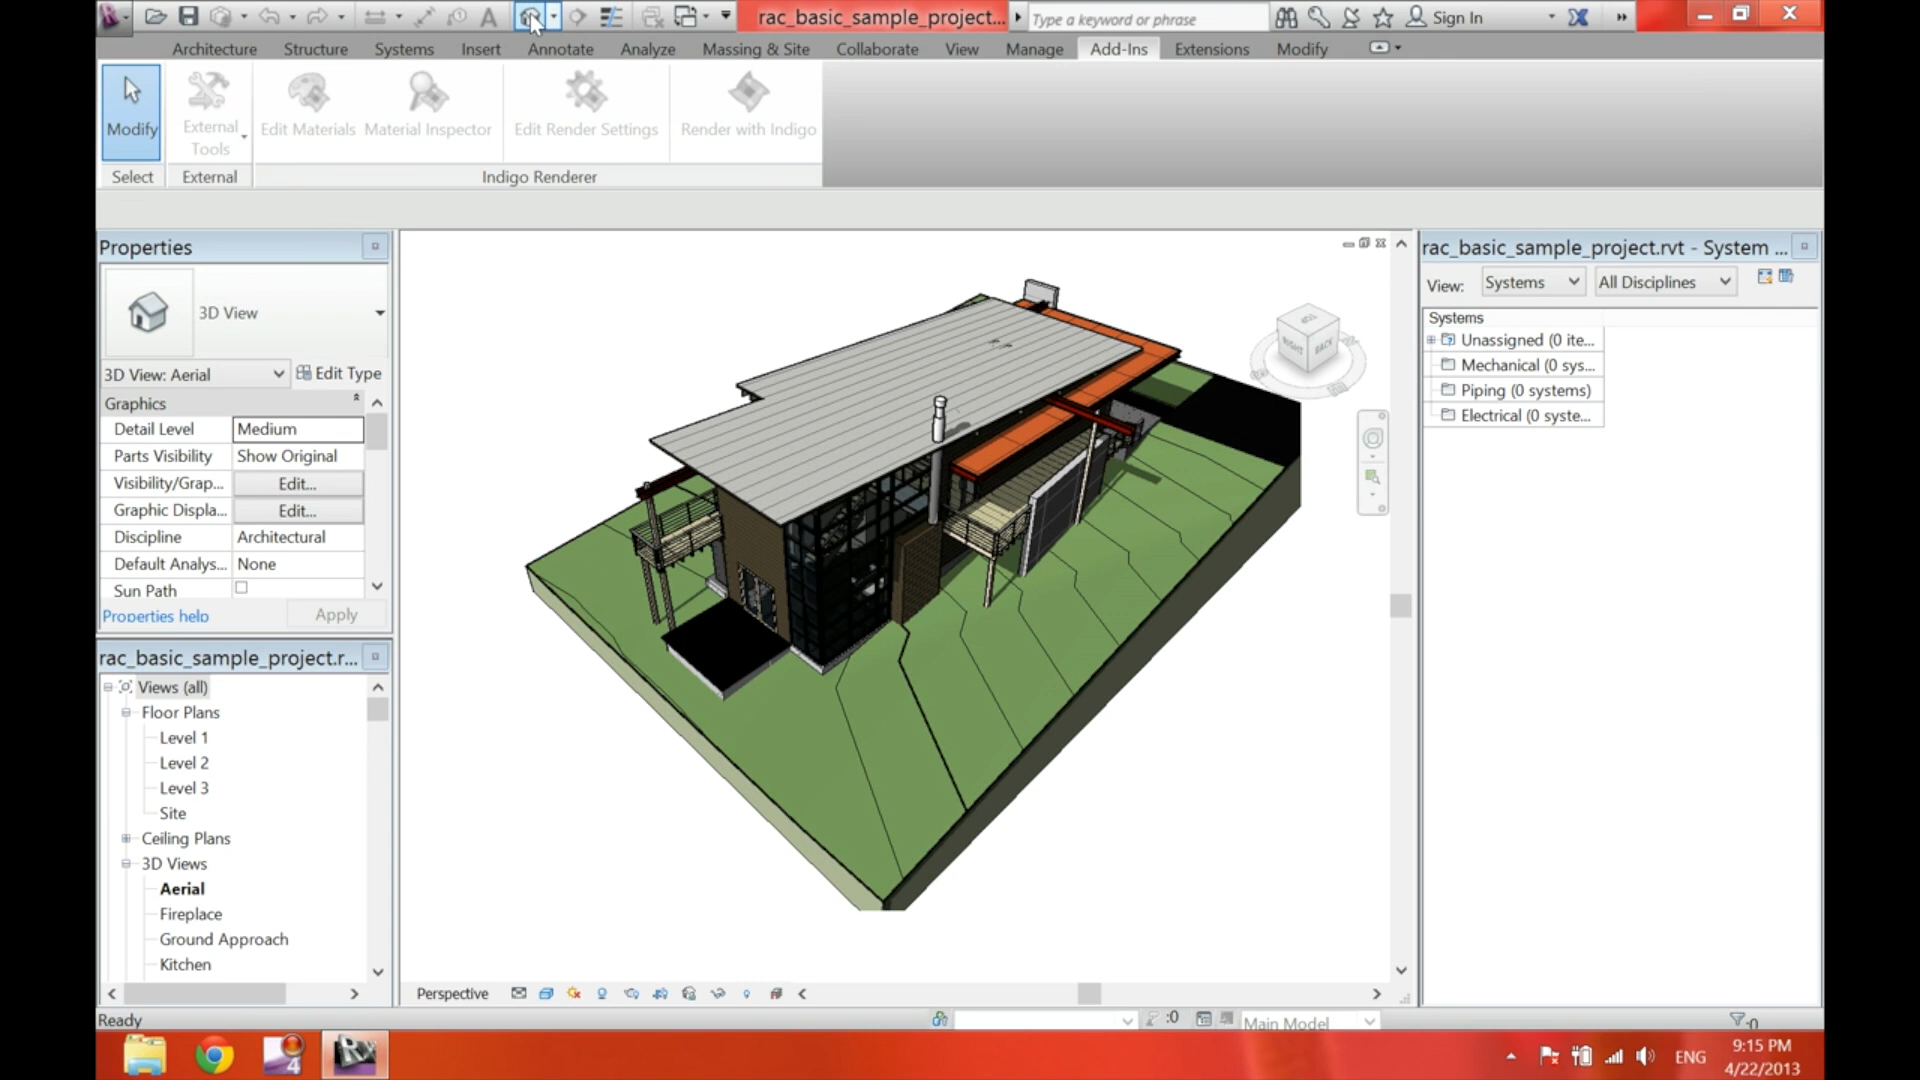 rac_basic_sample_project...
Type a keyword or phrase
Sign In
Architecture
Structure
Systems
Insert
Annotate
Analyze
Massing & Site
Collaborate
View
Manage
Add-Ins
Extensions
Modify
Modify
External
Tools
Edit Materials
Material Inspector
Edit Render Settings
Render with Indigo
Select
External
Indigo Renderer
Properties
3D View
3D View: Aerial
Edit Type
Graphics
Detail Level
Medium
Parts Visibility
Show Original
Visibility/Grap...
Edit...
Graphic Displa...
Edit...
Discipline
Architectural
Default Analys...
None
Sun Path
Properties help
Apply
rac_basic_sample_project.r...
Views (all)
Floor Plans
Level 1
Level 2
Level 3
Site
Ceiling Plans
3D Views
Aerial
Fireplace
Ground Approach
Kitchen
TOP
RIGHT
BACK
Perspective
rac_basic_sample_project.rvt - System ...
View:
Systems
All Disciplines
Systems
Unassigned (0 ite...
Mechanical (0 sys...
Piping (0 systems)
Electrical (0 syste...
Ready
:0
Main Model
:0
ENG
9:15 PM
4/22/2013